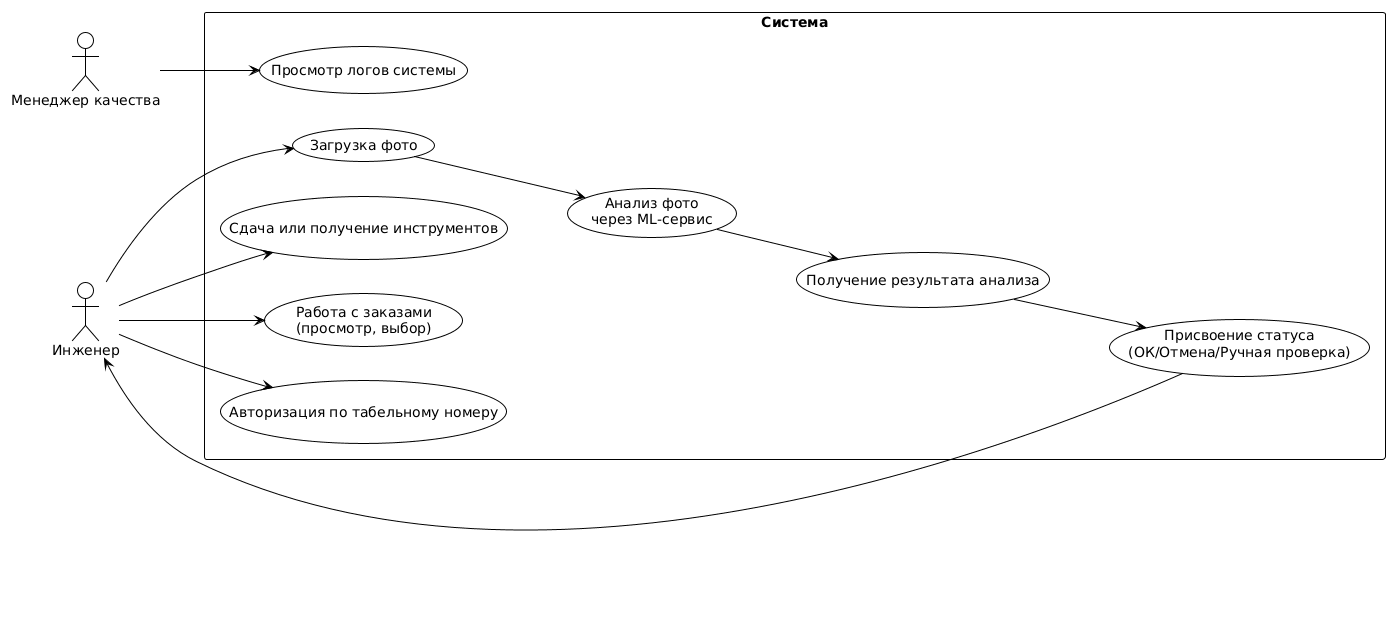 Система
Менеджер качества
Просмотр логов системы
Загрузка фото
Анализ фото
через ML-сервис
Сдача или получение инструментов
Получение результата анализа
Инженер
Работа с заказами
(просмотр, выбор)
Присвоение статуса
(ОК/Отмена/Ручная проверка)
Авторизация по табельному номеру